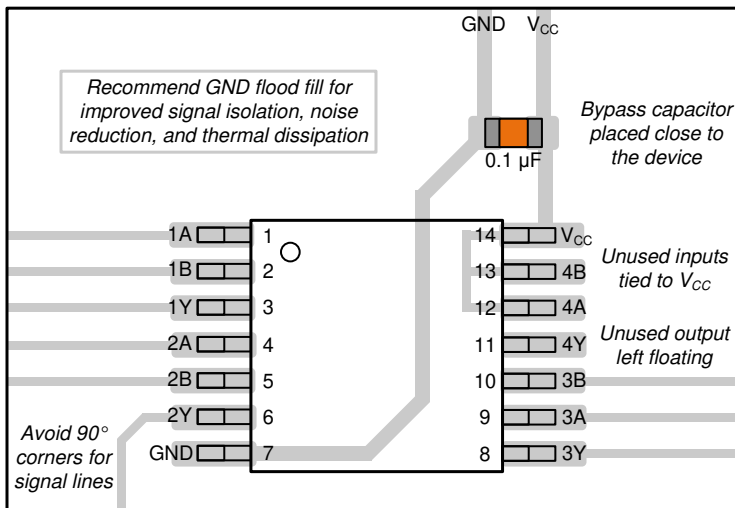 GND V_CC
Recommend GND flood fill for
improved signal isolation, noise
reduction, and thermal dissipation
Bypass capacitor
placed close to
the device
0.1 µF
1A 1 14 V_CC
1B 2 13 4B
1Y 3 12 4A
2A 4 11 4Y
2B 5 10 3B
2Y 6 9 3A
GND 7 8 3Y
Unused inputs
tied to V_CC
Unused output
left floating
Avoid 90°
corners for
signal lines